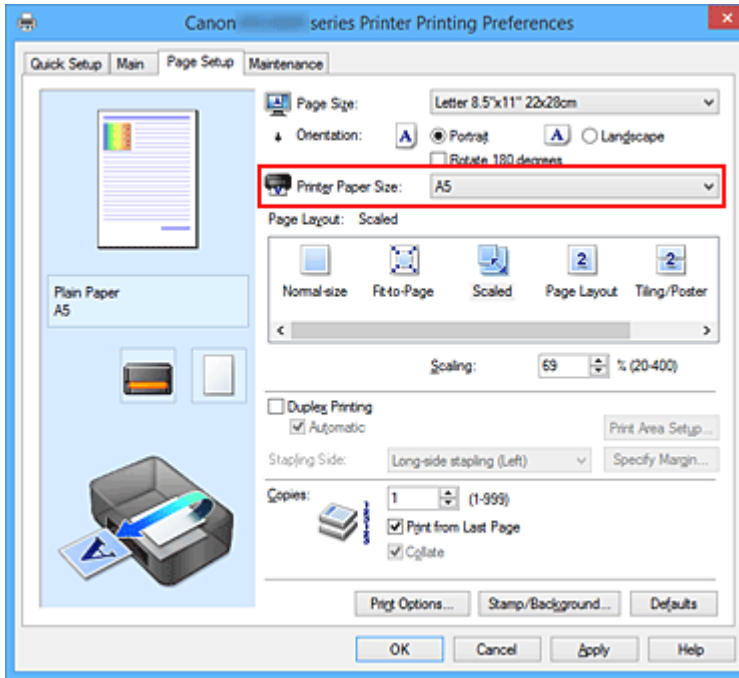 Canon series Printer Printing Preferences
Quick Setup Main Page Setup Maintenance
Page Size: Letter 8.5"x11" 22x28cm
Orientation: A Portrait A Landscape
Rotate 180 degrees
Printer Paper Size: A5
Page Layout: Scaled
2 2
Normal-size Fit-to-Page Scaled Page Layout Tiling/Poster
Plain Paper
A5
Scaling: 69 % (20-400)
Duplex Printing
Automatic Print Area Setup...
Stapling Side: Long-side stapling (Left) Specify Margin...
Copies: 1 (1-999)
Print from Last Page
Collate
A
Print Options... Stamp/Background... Defaults
OK Cancel Apply Help